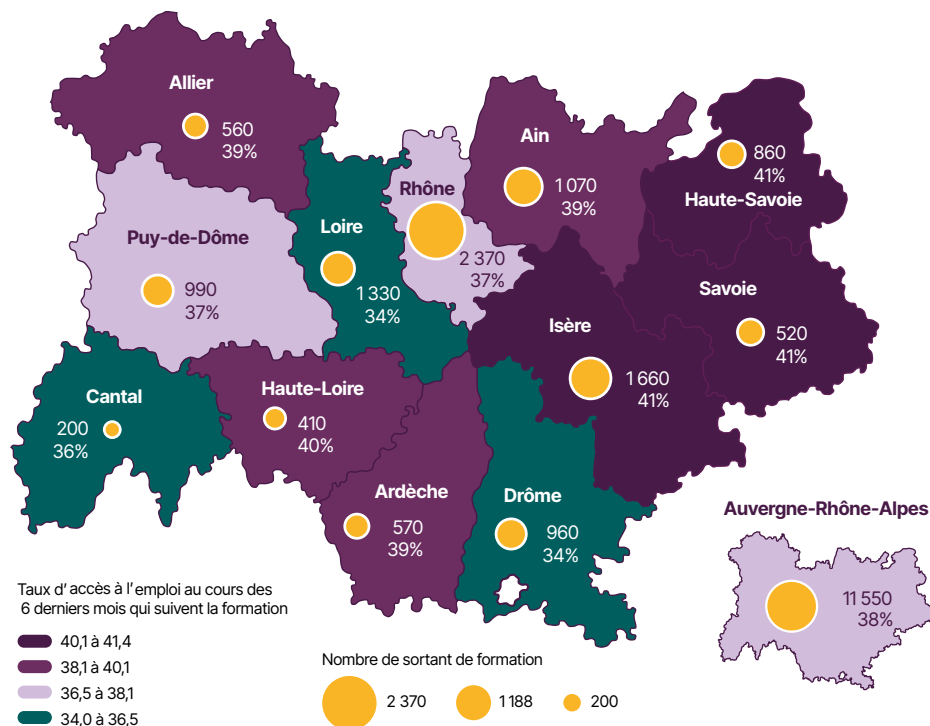 Allier
560
39%
Ain
1 070
39%
860
41%
Haute-Savoie
Rhône
2 370
37%
Puy-de-Dôme
990
37%
Loire
1 330
34%
Savoie
520
41%
Isère
1 660
41%
Cantal
200
36%
Haute-Loire
410
40%
Ardèche
570
39%
Drôme
960
34%
Auvergne-Rhône-Alpes
11 550
38%
Taux d'accès à l'emploi au cours des
6 derniers mois qui suivent la formation
40,1 à 41,4
38,1 à 40,1
36,5 à 38,1
34,0 à 36,5
Nombre de sortant de formation
2 370
1188
200